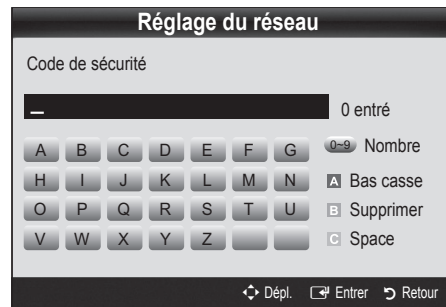 Réglage du réseau
Code de sécurité
_ 0 entré
A B C D E F G 0~9 Nombre
H I J K L M N A Bas casse
O P Q R S T U B Supprimer
V W X Y Z C Space
Dépl. Entrer Retour